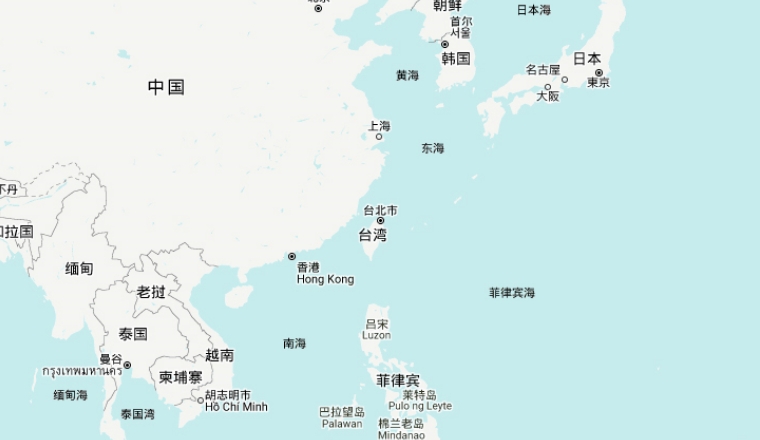 朝鲜
日本海
首尔
서울
韩国
日本
名古屋
東京
大阪
黄海
中国
上海
东海
不丹
台北市
台湾
拉国
缅甸
香港
Hong Kong
老挝
菲律宾海
泰国
吕宋
Luzon
南海
越南
曼谷
กรุงเทพมหานคร
柬埔寨
菲律宾
缅甸海
胡志明市
Hồ Chí Minh
莱特岛
Pulo ng Leyte
泰国湾
巴拉望岛
Palawan
棉兰老岛
Mindanao